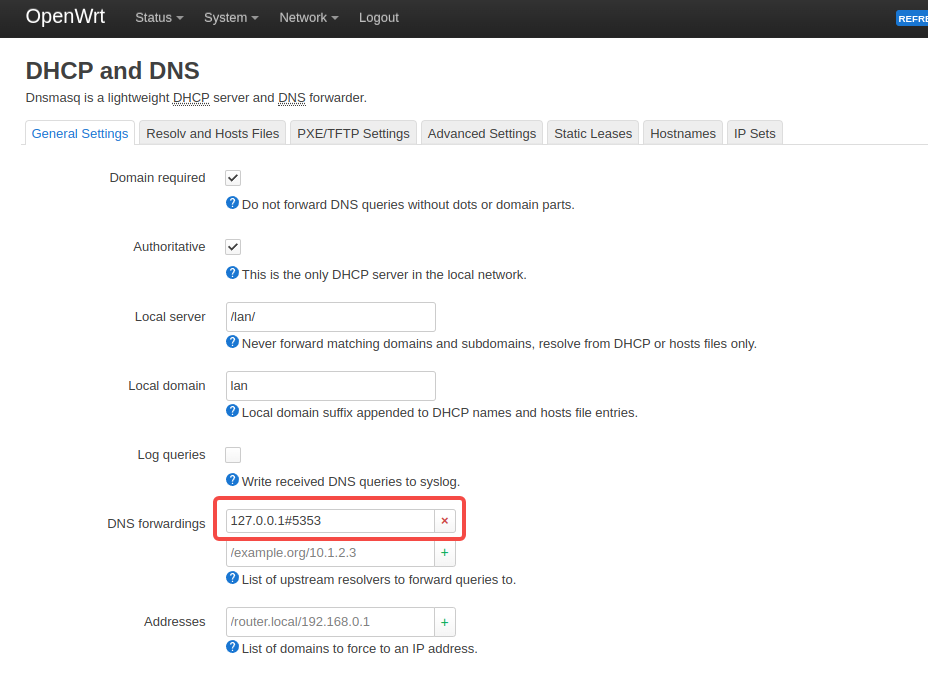 OpenWrt Status System Network Logout
DHCP and DNS
Dnsmasq is a lightweight DHCP server and DNS forwarder.
General Settings Resolv and Hosts Files PXE/TFTP Settings Advanced Settings Static Leases Hostnames IP Sets
Domain required
? Do not forward DNS queries without dots or domain parts.
Authoritative
? This is the only DHCP server in the local network.
Local server /lan/
? Never forward matching domains and subdomains, resolve from DHCP or hosts files only.
Local domain lan
? Local domain suffix appended to DHCP names and hosts file entries.
Log queries
? Write received DNS queries to syslog.
DNS forwardings 127.0.0.1#5353 ×
/example.org/10.1.2.3 +
? List of upstream resolvers to forward queries to.
Addresses /router.local/192.168.0.1 +
? List of domains to force to an IP address.